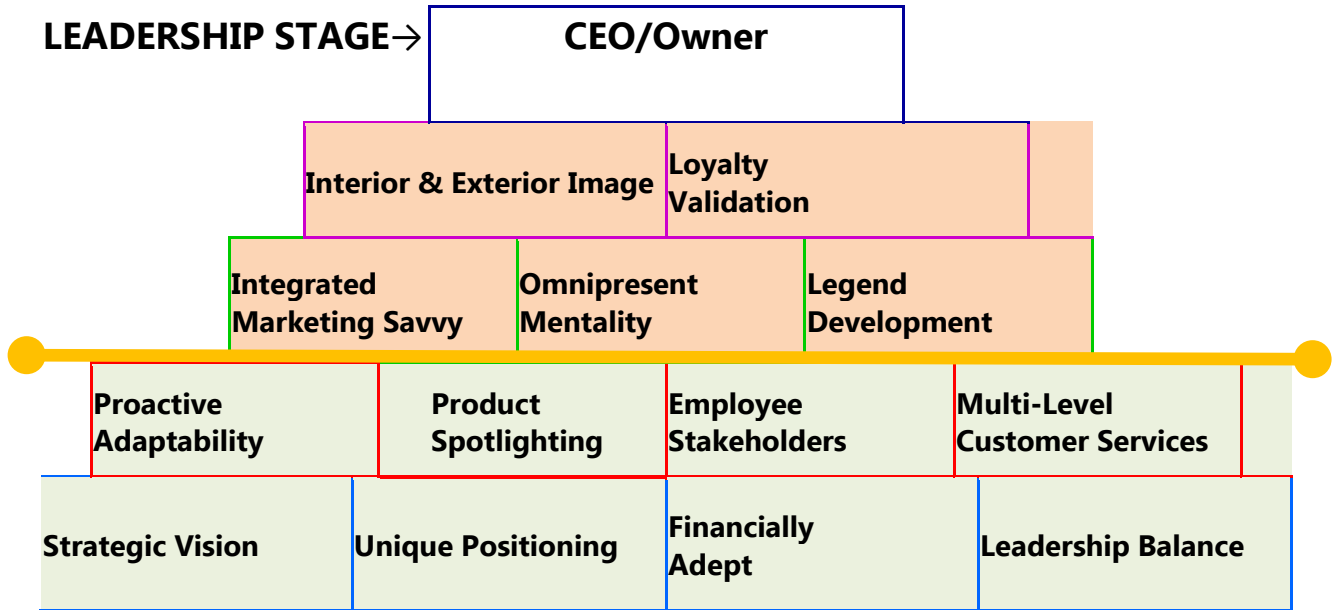 LEADERSHIP STAGE→ CEO/Owner
Interior & Exterior Image
Loyalty
Validation
Integrated
Marketing Savvy
Omnipresent
Mentality
Legend
Development
Proactive
Adaptability
Product
Spotlighting
Employee
Stakeholders
Multi-Level
Customer Services
Strategic Vision
Unique Positioning
Financially
Adept
Leadership Balance